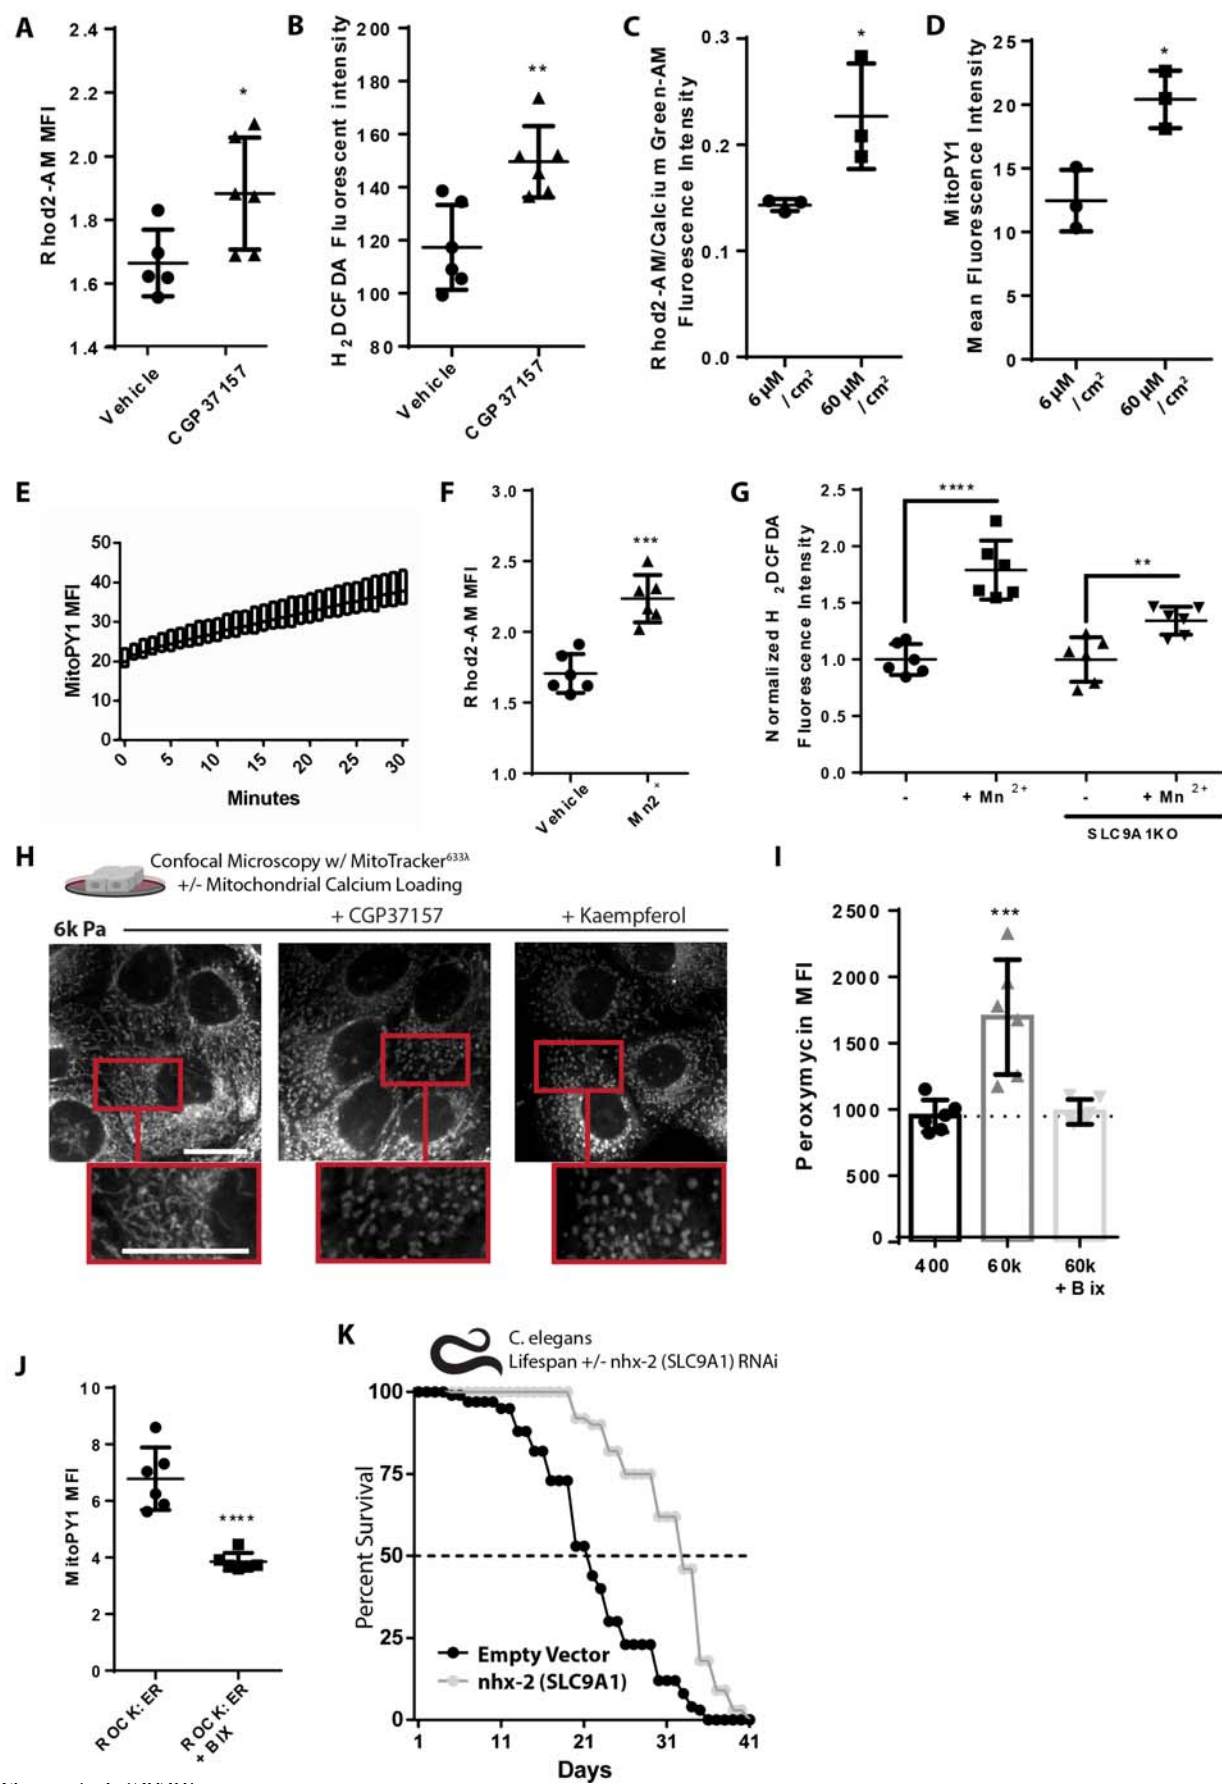 A
Rhod2-AM MFI
2.4
2.2
2.0
1.8
1.6
1.4
*
Vehicle
CGP37157
B
H2DCFDA Fluorescent intensity
200
180
160
140
120
100
80
**
Vehicle
CGP37157
C
Rhod2-AM/Calcium Green-AM
Fluroescence Intensity
0.3
0.2
0.1
0.0
*
6 µM
/ cm²
60 µM
/ cm²
D
MitoPY1
Mean Fluorescence Intensity
25
20
15
10
5
0
*
6 µM
/ cm²
60 µM
/ cm²
E
MitoPY1 MFI
50
40
30
20
10
0
0 5 10 15 20 25 30
Minutes
F
Rhod2-AM MFI
3.0
2.5
2.0
1.5
1.0
***
Vehicle
Mn2+
G
Normalized H2DCFDA
Fluorescence Intensity
2.5
2.0
1.5
1.0
0.5
0.0
****
**
- + Mn 2+ - + Mn 2+
SLC9A1KO
H
Confocal Microscopy w/ MitoTracker633λ
+/- Mitochondrial Calcium Loading
+ CGP37157 + Kaempferol
6k Pa
I
Peroxymycin MFI
2500
2000
1500
1000
500
0
***
400 60k 60k
+ Bix
J
MitoPY1 MFI
10
8
6
4
2
0
****
ROCK:ER
ROCK:ER
+ BIX
K
C. elegans
Lifespan +/- nhx-2 (SLC9A1) RNAi
Percent Survival
100
75
50
25
0
Empty Vector
nhx-2 (SLC9A1)
1 11 21 31 41
Days